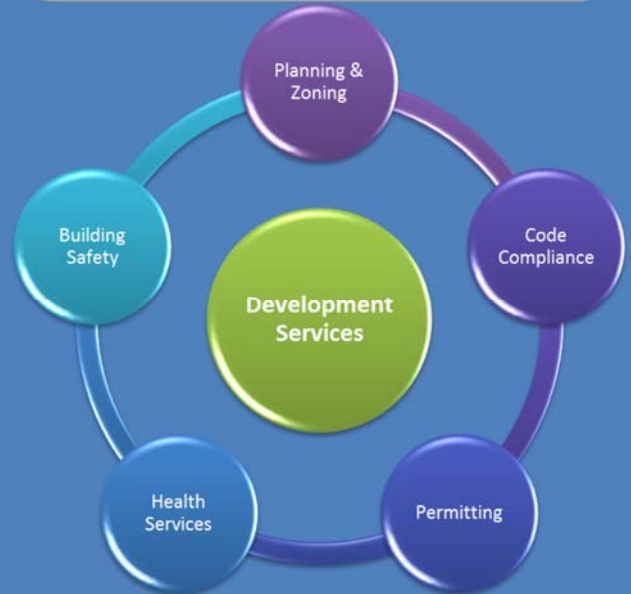 Planning &
Zoning
Code
Compliance
Building
Safety
Development
Services
Health
Services
Permitting